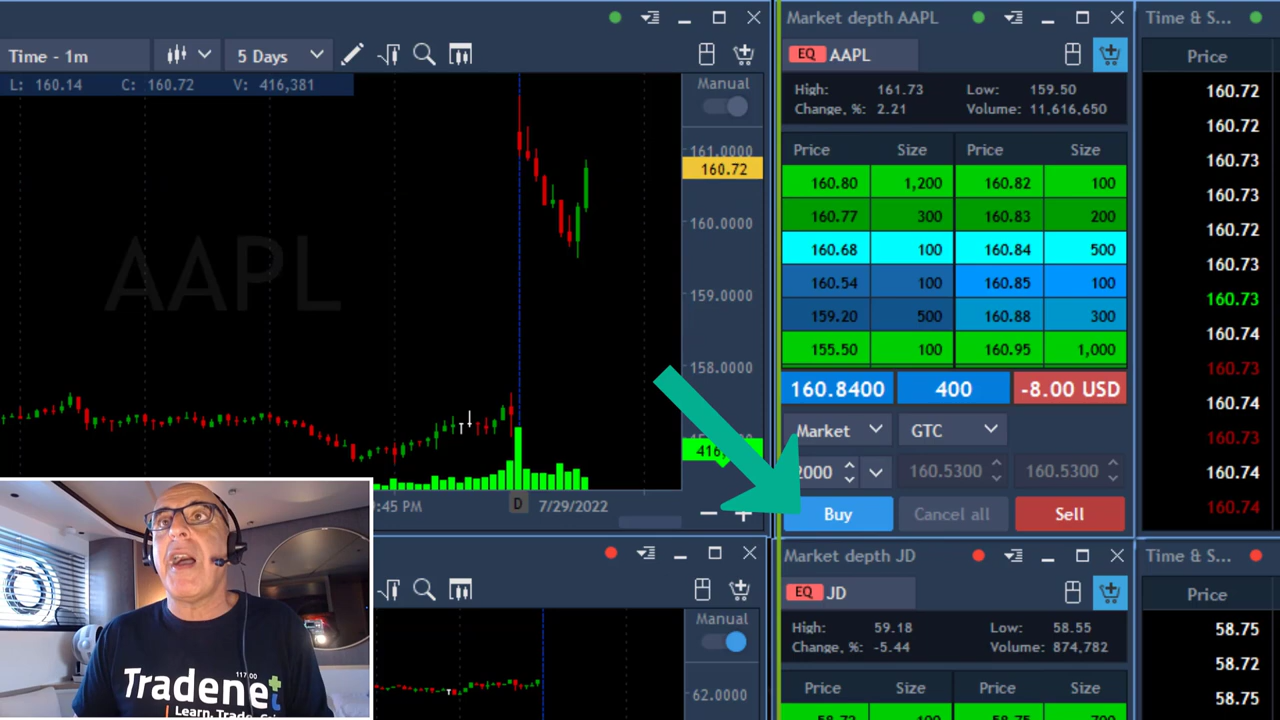 Time - 1m
5 Days
L: 160.14 C: 160.72 V: 416,381
Manual
161.0000
160.72
160.0000
159.0000
158.0000
AAPL
7/29/2022
D
Market depth AAPL
EQ AAPL
High: 161.73 Low: 159.50
Change, %: 2.21 Volume: 11,616,650
Price Size Price Size
160.80 1,200 160.82 100
160.77 300 160.83 200
160.68 100 160.84 500
160.54 100 160.85 100
159.20 500 160.88 300
155.50 100 160.95 1,000
160.8400 400 -8.00 USD
Market GTC
2000 160.5300 160.5300
Buy Cancel all Sell
Time & S...
Price
160.72
160.72
160.73
160.73
160.72
160.73
160.73
160.74
160.73
160.74
160.73
160.74
160.74
Manual
62.0000
Market depth JD
EQ JD
High: 59.18 Low: 58.55
Change, %: -5.44 Volume: 874,782
Price Size Price Size
Time & S...
Price
58.75
58.72
58.75
117.00
Tradenet